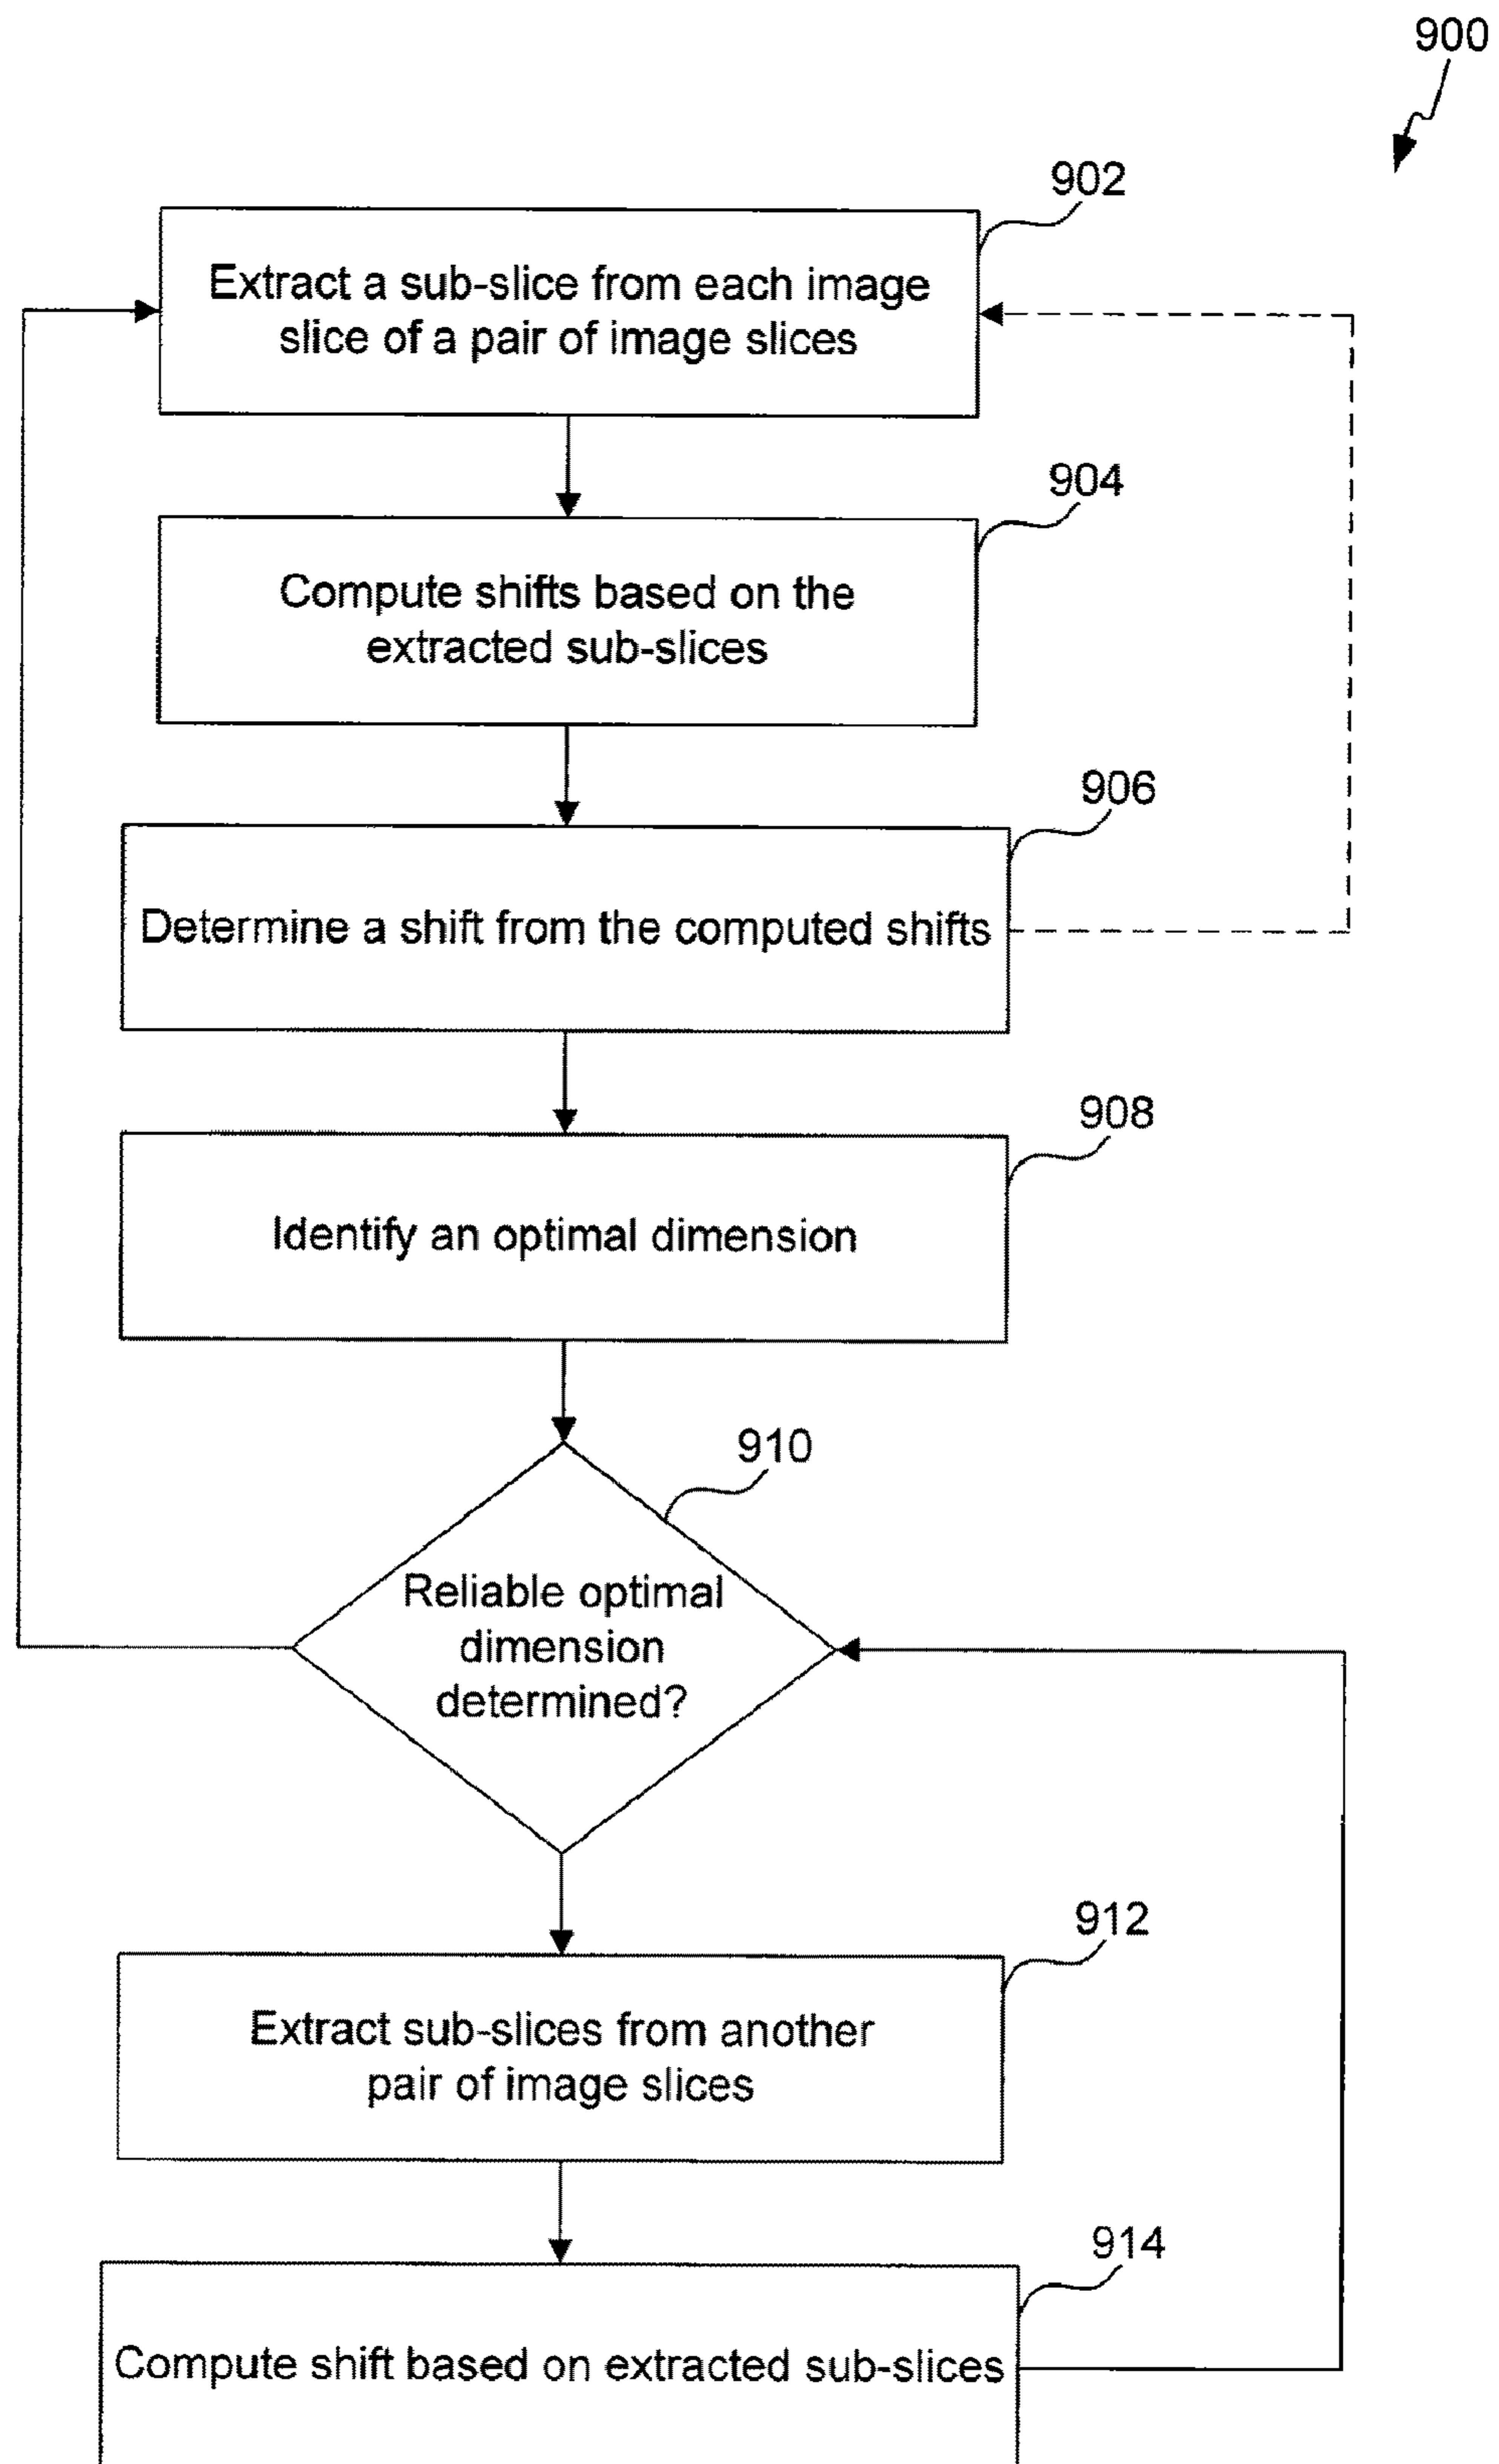 900
902
Extract a sub-slice from each image
slice of a pair of image slices
904
Compute shifts based on the
extracted sub-slices
906
Determine a shift from the computed shifts
908
Identify an optimal dimension
910
Reliable optimal
dimension
determined?
912
Extract sub-slices from another
pair of image slices
914
Compute shift based on extracted sub-slices